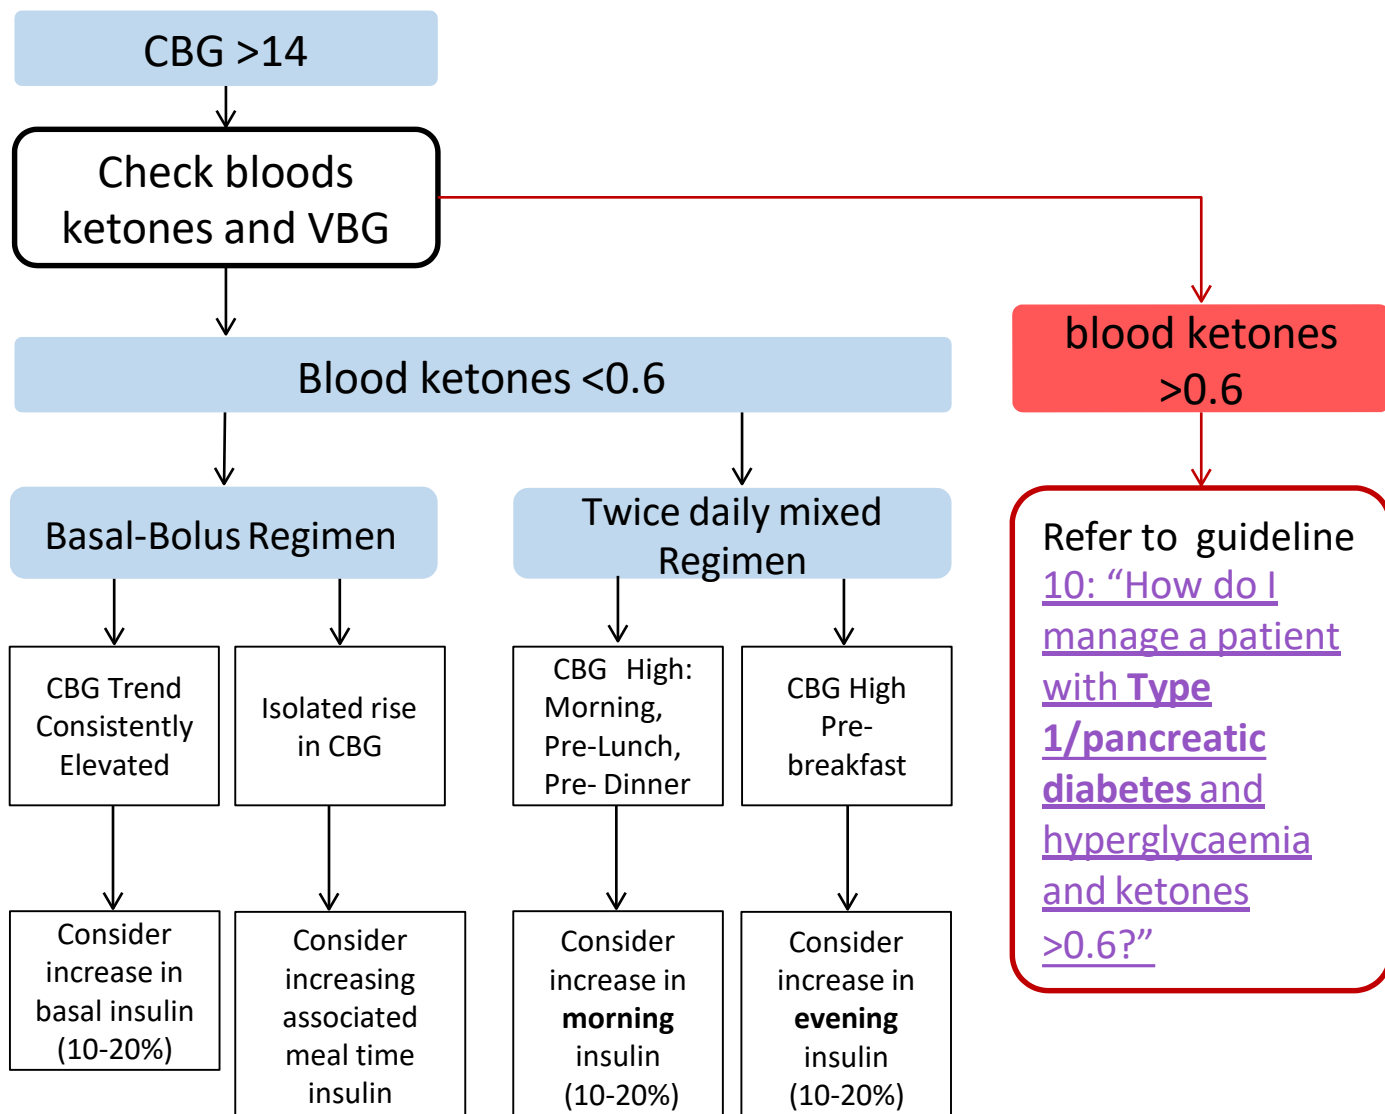 CBG >14
Check bloods
ketones and VBG
Blood ketones <0.6
blood ketones
>0.6
Basal-Bolus Regimen
Twice daily mixed
Regimen
CBG Trend
Consistently
Elevated
Isolated rise
in CBG
CBG High:
Morning,
Pre-Lunch,
Pre- Dinner
CBG High
Pre-
breakfast
Consider
increase in
basal insulin
(10-20%)
Consider
increasing
associated
meal time
insulin
Consider
increase in
morning
insulin
(10-20%)
Consider
increase in
evening
insulin
(10-20%)
Refer to guideline
10: “How do I
manage a patient
with Type
1/pancreatic
diabetes and
hyperglycaemia
and ketones
>0.6?”